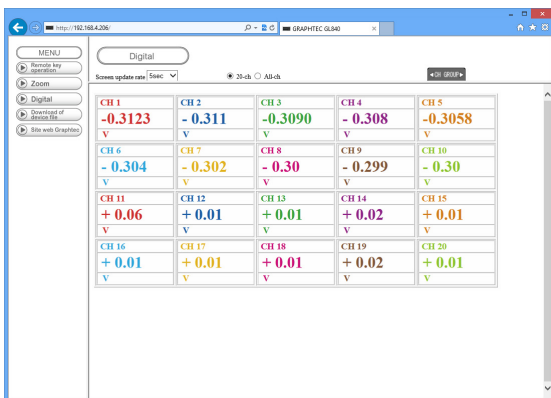 http://192.168.4.206/
GRAPHTEC GL840
MENU
Remote key operation
Zoom
Digital
Download of device file
Site web Graphtec
Digital
Screen update rate 5sec
20-ch All-ch
◄CH GROUP►
CH 1 CH 2 CH 3 CH 4 CH 5
-0.3123 - 0.311 -0.3090 - 0.308 -0.3058
V V V V V
CH 6 CH 7 CH 8 CH 9 CH 10
- 0.304 - 0.302 - 0.30 - 0.299 - 0.30
V V V V V
CH 11 CH 12 CH 13 CH 14 CH 15
+ 0.06 + 0.01 + 0.01 + 0.02 + 0.01
V V V V V
CH 16 CH 17 CH 18 CH 19 CH 20
+ 0.01 + 0.01 + 0.01 + 0.02 + 0.01
V V V V V